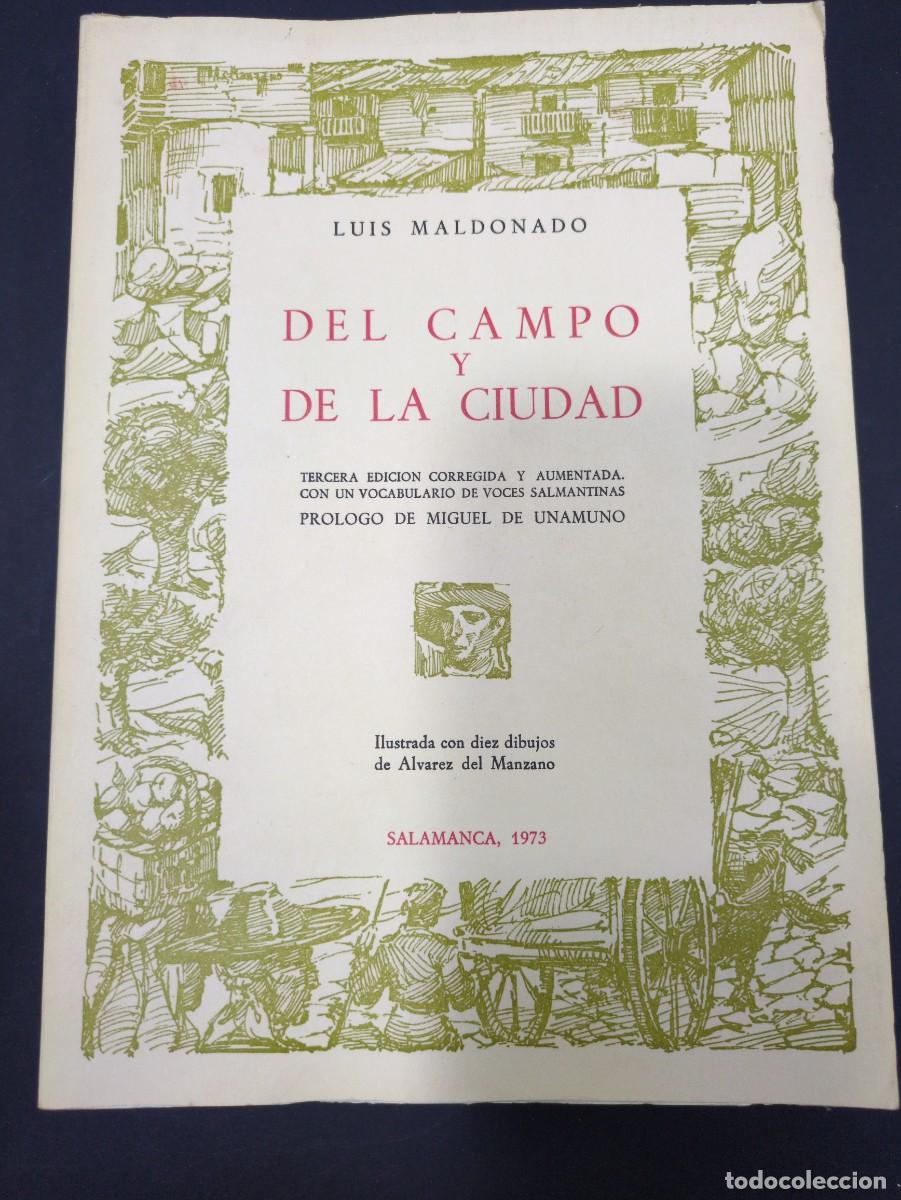 LUIS MALDONADO
DEL CAMPO
Y
DE LA CIUDAD
TERCERA EDICION CORREGIDA Y AUMENTADA.
CON UN VOCABULARIO DE VOCES SALMANTINAS
PROLOGO DE MIGUEL DE UNAMUNO
Ilustrada con diez dibujos
de Alvarez del Manzano
SALAMANCA, 1973
todocoleccion